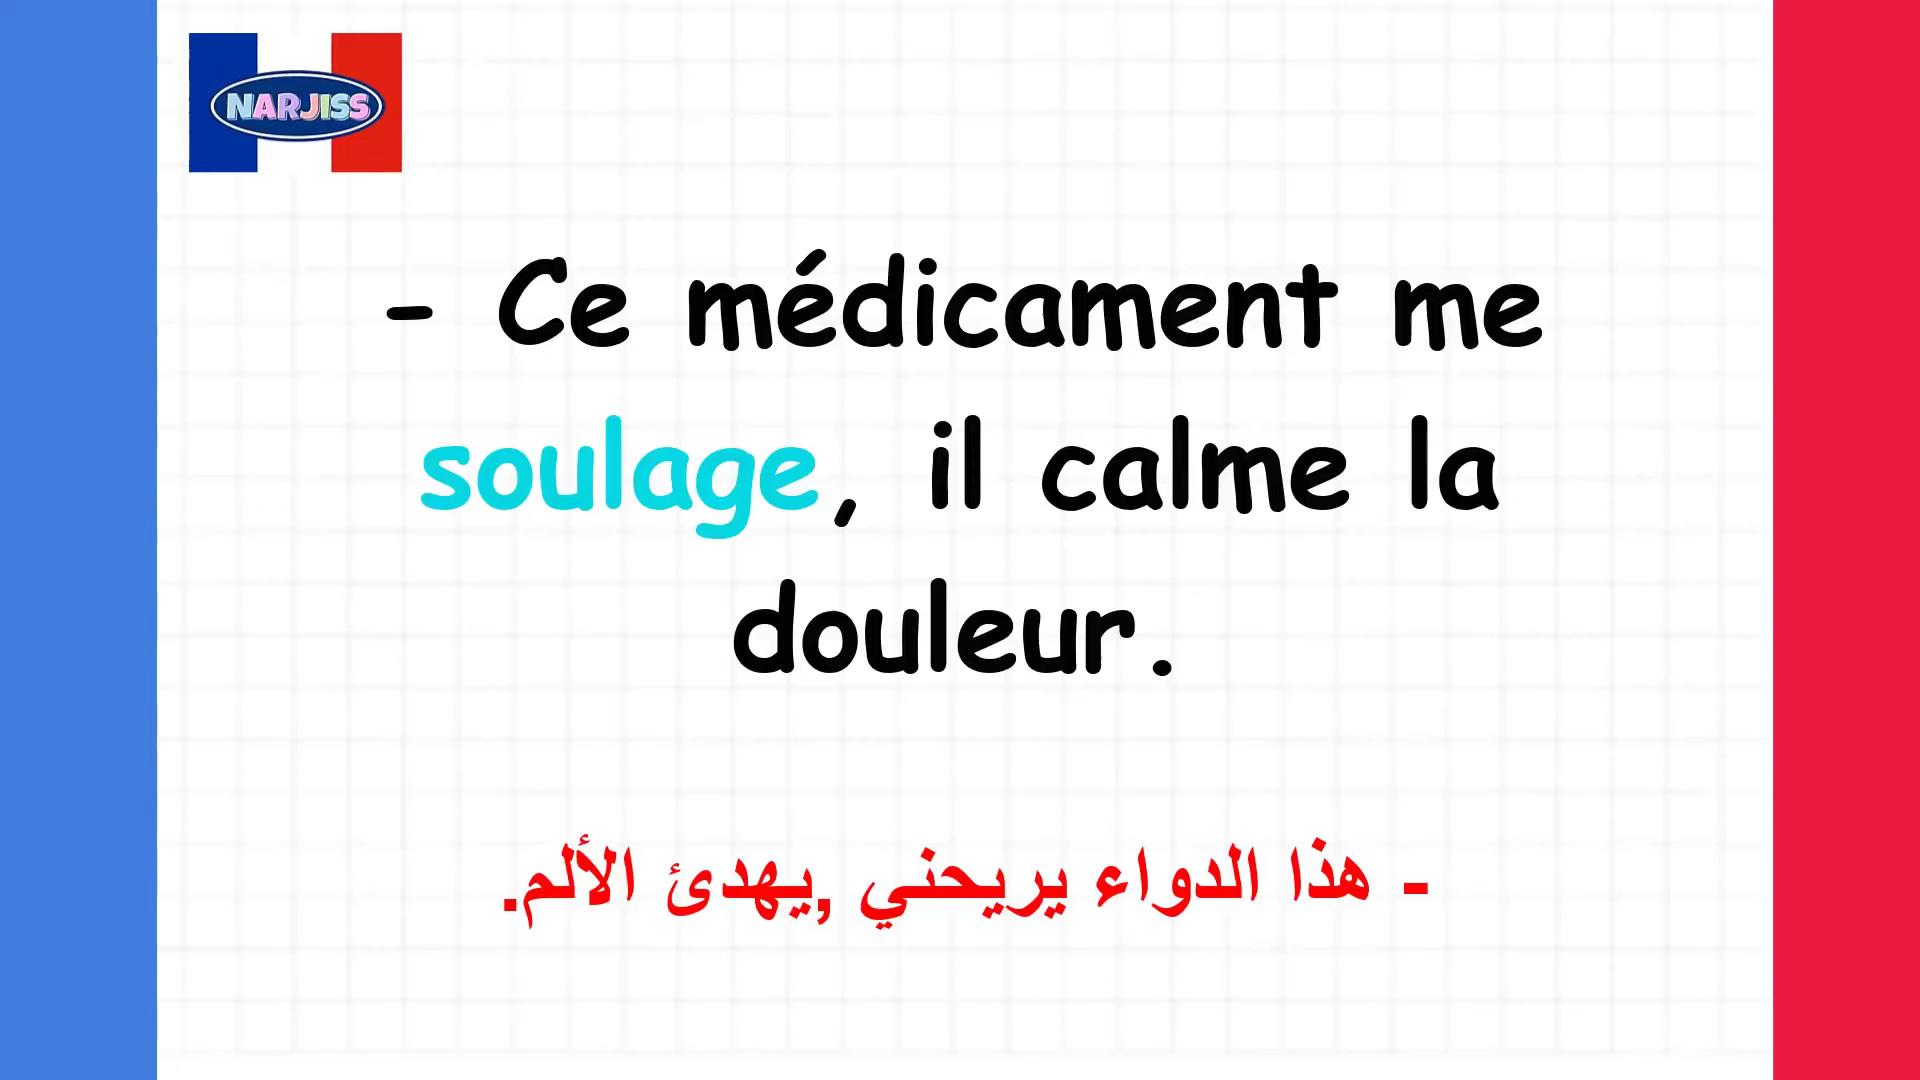 NARJISS
- Ce médicament me
soulage, il calme la
douleur.
- هذا الدواء يريحني ,يهدئ الألم.